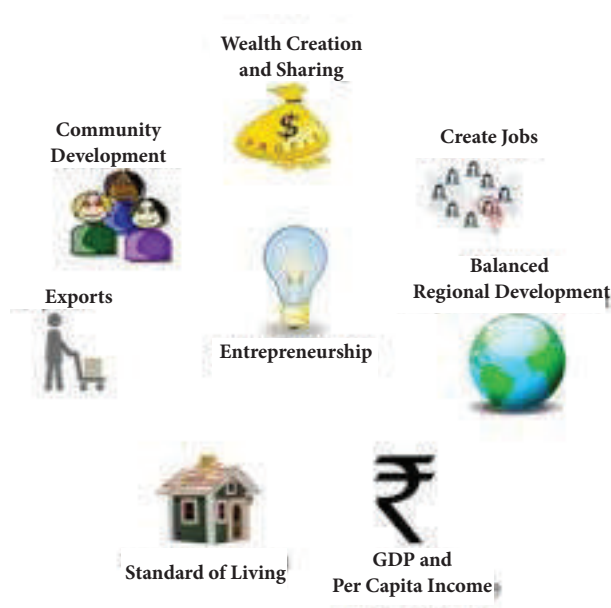 Wealth Creation
and Sharing
$
PROFIT
Community
Development
Create Jobs
Balanced
Regional Development
Exports
Entrepreneurship
₹
Standard of Living
GDP and
Per Capita Income